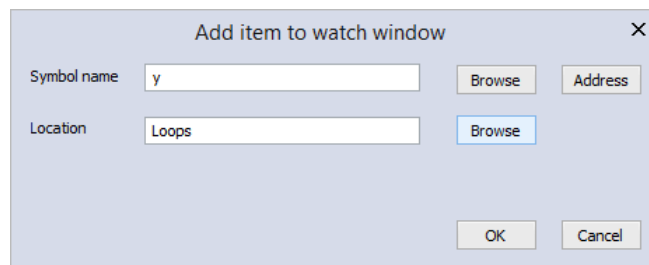 Add item to watch window
Symbol name y Browse Address
Location Loops Browse
OK Cancel